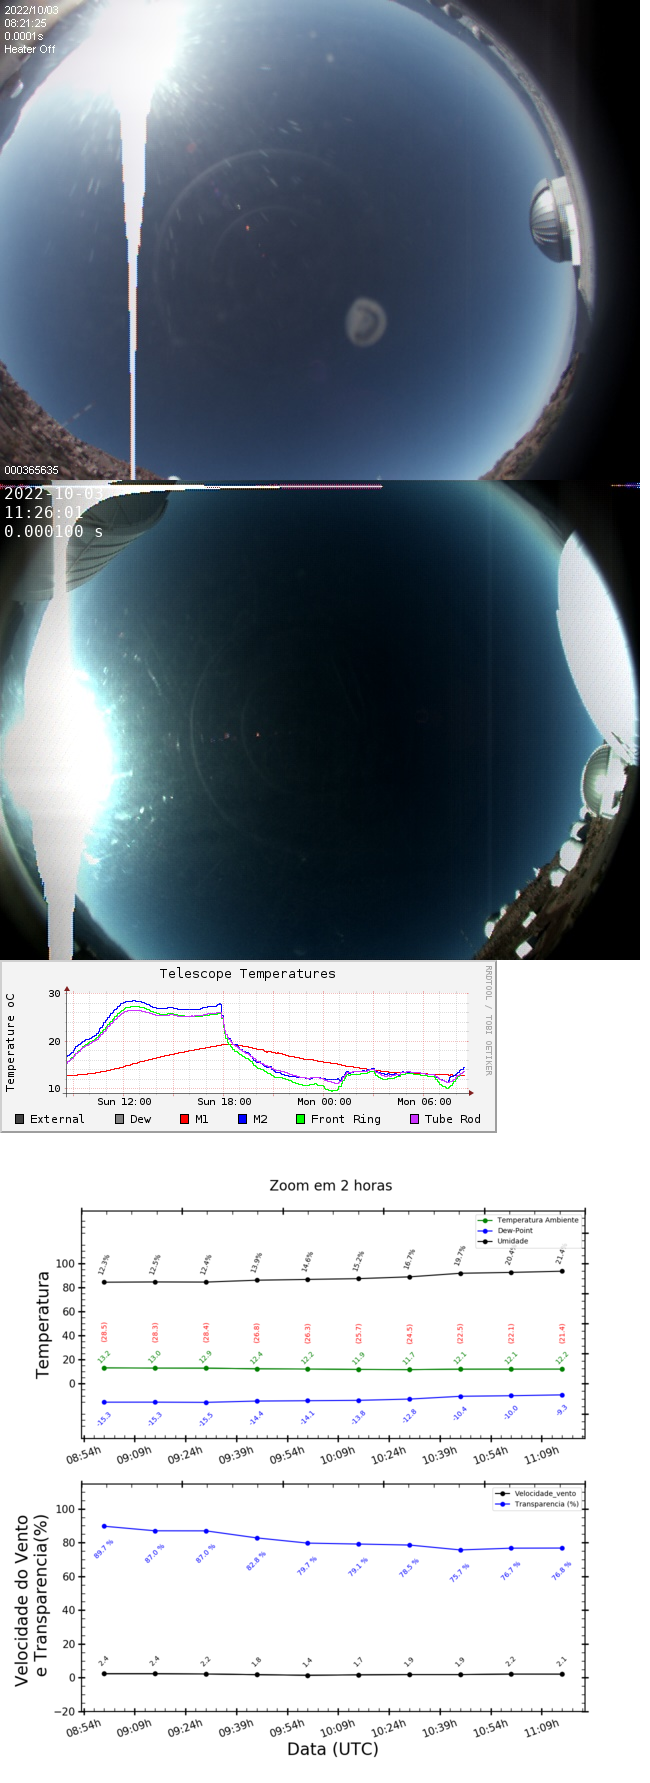 2022/10/03
08:21:25
0.0001s
Heater Off
000365635
2022-10-03
11:26:01
0.000100 s
Telescope Temperatures
RRDTOOL / TOBI OETIKER
Temperature oC
30
20
10
Sun 12:00 Sun 18:00 Mon 00:00 Mon 06:00
External Dew M1 M2 Front Ring Tube Rod
Zoom em 2 horas
Temperatura Ambiente
Dew-Point
Umidade
Temperatura
100
80
60
40
20
0
12.3% 12.5% 12.4% 13.9% 14.6% 15.2% 16.7% 19.7% 20.4% 21.4%
(28.5) (28.3) (28.4) (26.8) (26.3) (25.7) (24.5) (22.5) (22.1) (21.4)
13.2 13.0 12.9 12.4 12.2 11.9 11.7 12.1 12.1 12.2
-15.3 -15.3 -15.5 -14.4 -14.1 -13.8 -12.8 -10.4 -10.0 -9.3
08:54h 09:09h 09:24h 09:39h 09:54h 10:09h 10:24h 10:39h 10:54h 11:09h
Velocidade_vento
Transparencia (%)
Velocidade do Vento
e Transparencia(%)
100
80
60
40
20
0
−20
89.7 % 87.0 % 87.0 % 82.8 % 79.7 % 79.1 % 78.5 % 75.7 % 76.7 % 76.8 %
2.4 2.4 2.2 1.8 1.4 1.7 1.9 1.9 2.2 2.1
08:54h 09:09h 09:24h 09:39h 09:54h 10:09h 10:24h 10:39h 10:54h 11:09h
Data (UTC)